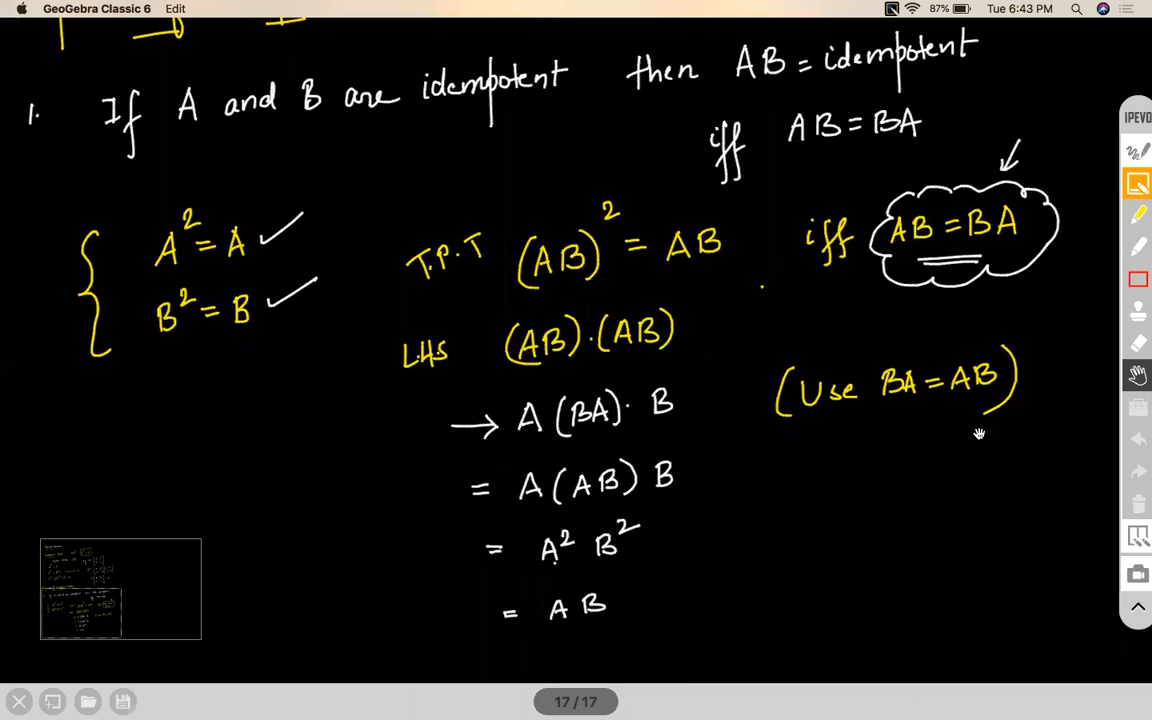 GeoGebra Classic 6 Edit 87% Tue 6:43 PM
1. If A and B are idempotent then AB = idempotent
iff AB = BA
IPEVO
A² = A
T.P.T (AB)² = AB iff AB = BA
B² = B
LHS (AB).(AB)
(Use BA = AB)
→ A(BA). B
= A(AB) B
= A² B²
= A B
17 / 17